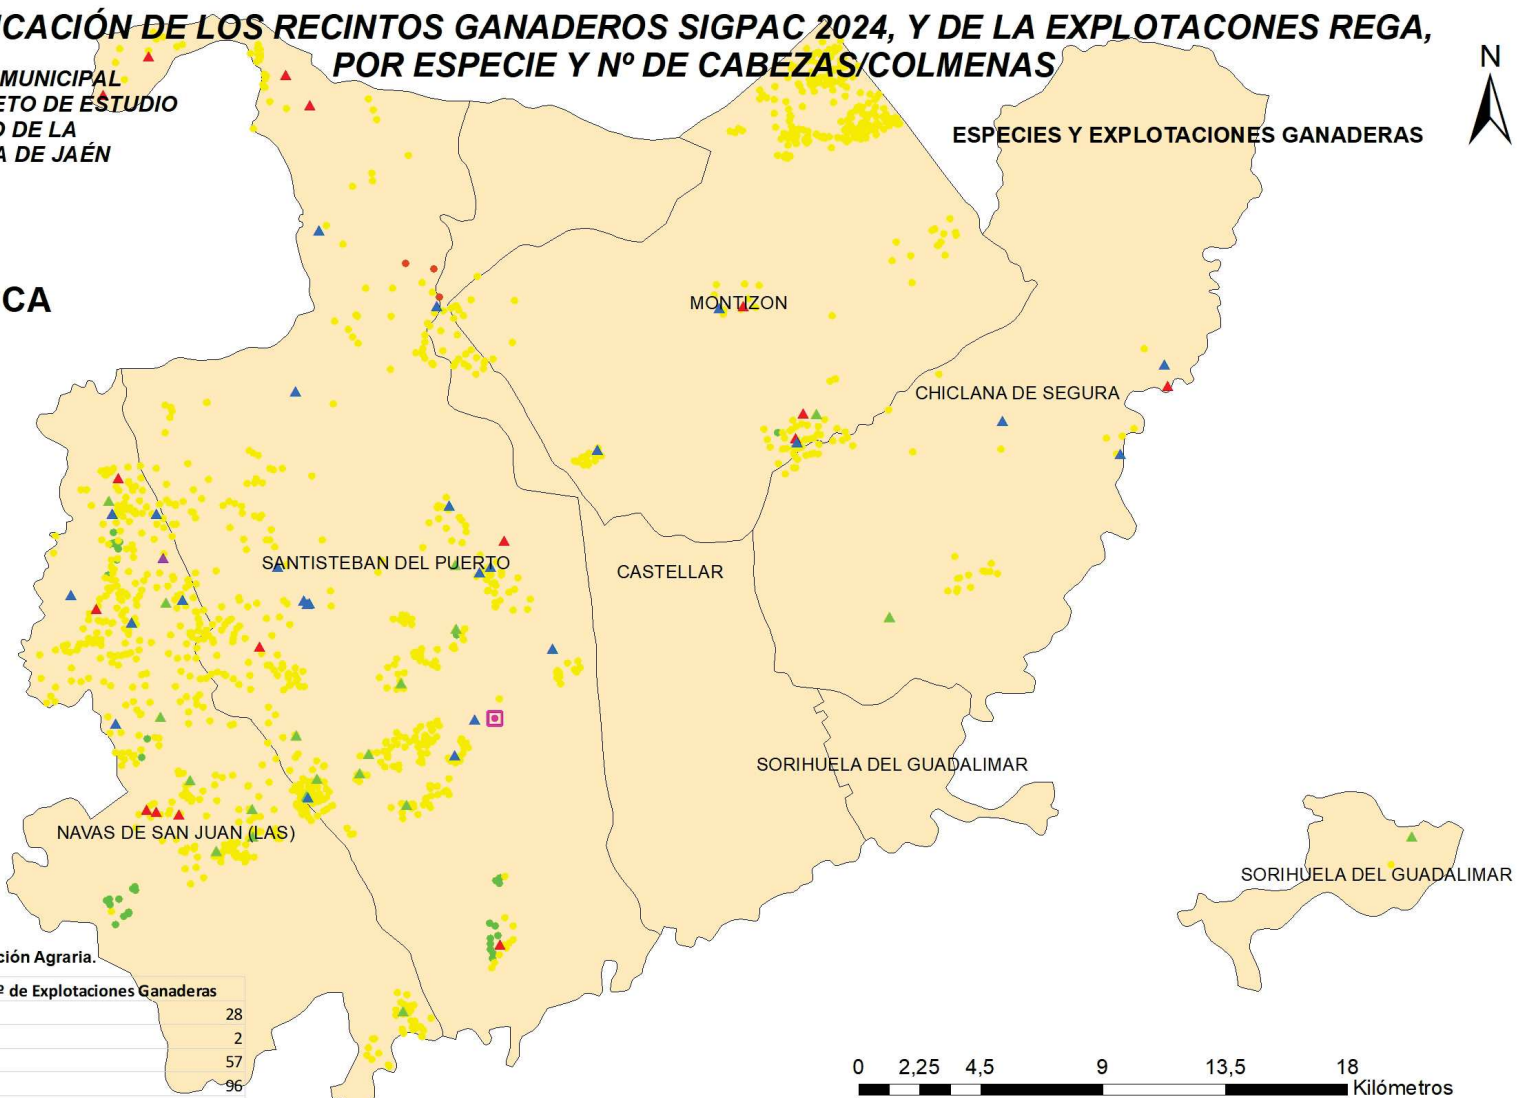 ICACIÓN DE LOS RECINTOS GANADEROS SIGPAC 2024, Y DE LA EXPLOTACONES REGA,
POR ESPECIE Y Nº DE CABEZAS/COLMENAS
MUNICIPAL
ETO DE ESTUDIO
O DE LA
A DE JAÉN
N
ESPECIES Y EXPLOTACIONES GANADERAS
CA
MONTIZON
CHICLANA DE SEGURA
SANTISTEBAN DEL PUERTO
CASTELLAR
SORIHUELA DEL GUADALIMAR
NAVAS DE SAN JUAN (LAS)
SORIHUELA DEL GUADALIMAR
ción Agraria.
º de Explotaciones Ganaderas
28
2
57
96
0 2,25 4,5 9 13,5 18
Kilómetros